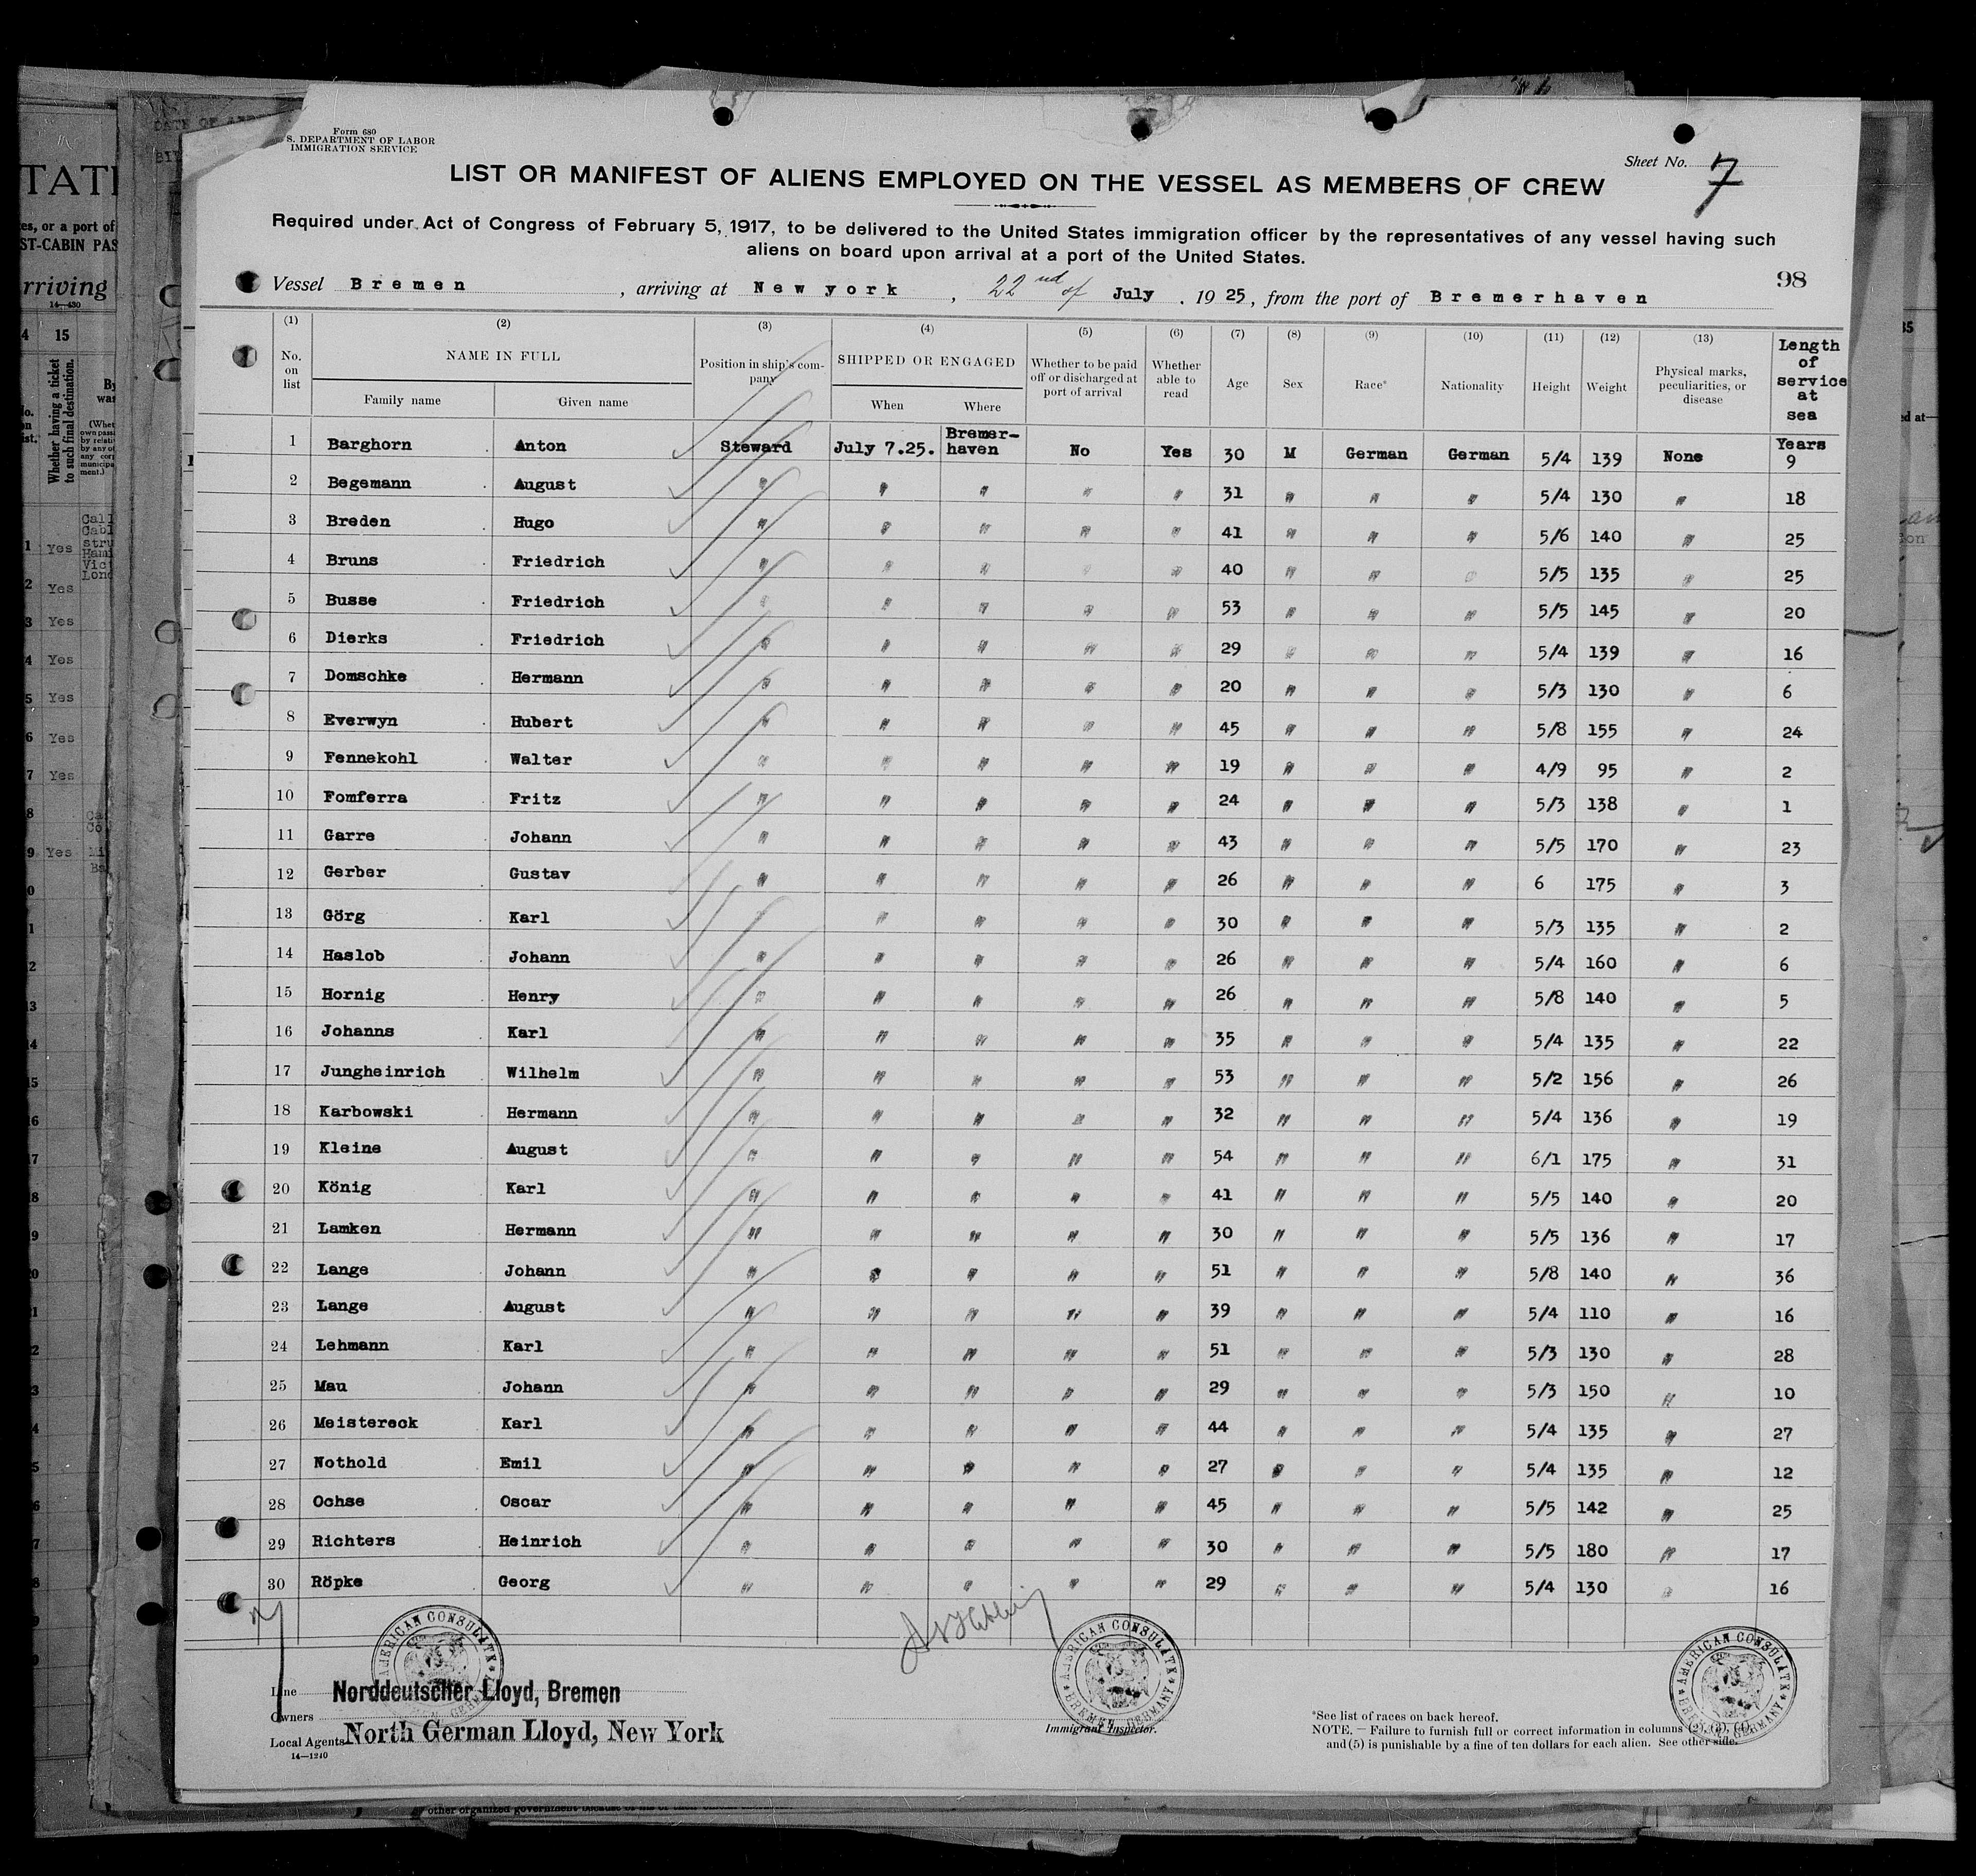 Form 680
S. DEPARTMENT OF LABOR
IMMIGRATION SERVICE
Sheet No. 7
LIST OR MANIFEST OF ALIENS EMPLOYED ON THE VESSEL AS MEMBERS OF CREW
Required under Act of Congress of February 5, 1917, to be delivered to the United States immigration officer by the representatives of any vessel having such
aliens on board upon arrival at a port of the United States.
98
Vessel Bremen, arriving at New york, 22nd of July, 1925, from the port of Bremerhaven
(1) (2) (3) (4) (5) (6) (7) (8) (9) (10) (11) (12) (13)
No. on list NAME IN FULL Family name Given name Position in ship's company SHIPPED OR ENGAGED When Where Whether to be paid off or discharged at port of arrival Whether able to read Age Sex Race* Nationality Height Weight Physical marks, peculiarities, or disease Length of service at sea
1 Barghorn Anton Steward July 7.25. Bremerhaven No Yes 30 M German German 5/4 139 None Years 9
2 Begemann August " " " " " 31 " " " 5/4 130 " 18
3 Breden Hugo " " " " " 41 " " " 5/6 140 " 25
4 Bruns Friedrich " " " " " 40 " " " 5/5 135 " 25
5 Busse Friedrich " " " " " 53 " " " 5/5 145 " 20
6 Dierks Friedrich " " " " " 29 " " " 5/4 139 " 16
7 Domschke Hermann " " " " " 20 " " " 5/3 130 " 6
8 Everwyn Hubert " " " " " 45 " " " 5/8 155 " 24
9 Fennekohl Walter " " " " " 19 " " " 4/9 95 " 2
10 Fomferra Fritz " " " " " 24 " " " 5/3 138 " 1
11 Garre Johann " " " " " 43 " " " 5/5 170 " 23
12 Gerber Gustav " " " " " 26 " " " 6 175 " 3
13 Görg Karl " " " " 30 " " " 5/3 135 " 2
14 Haslob Johann " " " " " 26 " " " 5/4 160 " 6
15 Hornig Henry " " " " " 26 " " " 5/8 140 " 5
16 Johanns Karl " " " " " 35 " " " 5/4 135 " 22
17 Jungheinrich Wilhelm " " " " " 53 " " " 5/2 156 " 26
18 Karbowski Hermann " " " " " 32 " " " 5/4 136 " 19
19 Kleine August " " " " " 54 " " " 6/1 175 " 31
20 König Karl " " " " " 41 " " " 5/5 140 " 20
21 Lamken Hermann " " " " " 30 " " " 5/5 136 " 17
22 Lange Johann " " " " " 51 " " " 5/8 140 " 36
23 Lange August " " " " " 39 " " " 5/4 110 " 16
24 Lehmann Karl " " " " " 51 " " " 5/3 130 " 28
25 Mau Johann " " " " " 29 " " " 5/3 150 " 10
26 Meistereck Karl " " " " " 44 " " " 5/4 135 " 27
27 Nothold Emil " " " " " 27 " " " 5/4 135 " 12
28 Ochse Oscar " " " " " 45 " " " 5/5 142 " 25
29 Richters Heinrich " " " " " 30 " " " 5/5 180 " 17
30 Röpke Georg " " " " " 29 " " " 5/4 130 " 16
AMERICAN CONSULATE BREMEN GERMANY
AMERICAN CONSULATE BREMEN GERMANY
AMERICAN CONSULATE BREMEN GERMANY
Line Norddeutscher Lloyd, Bremen
Owners
Local Agents North German Lloyd, New York
14—1240
Immigrant Inspector.
*See list of races on back hereof.
NOTE. — Failure to furnish full or correct information in columns (2), (3), (4),
and (5) is punishable by a fine of ten dollars for each alien. See other side.